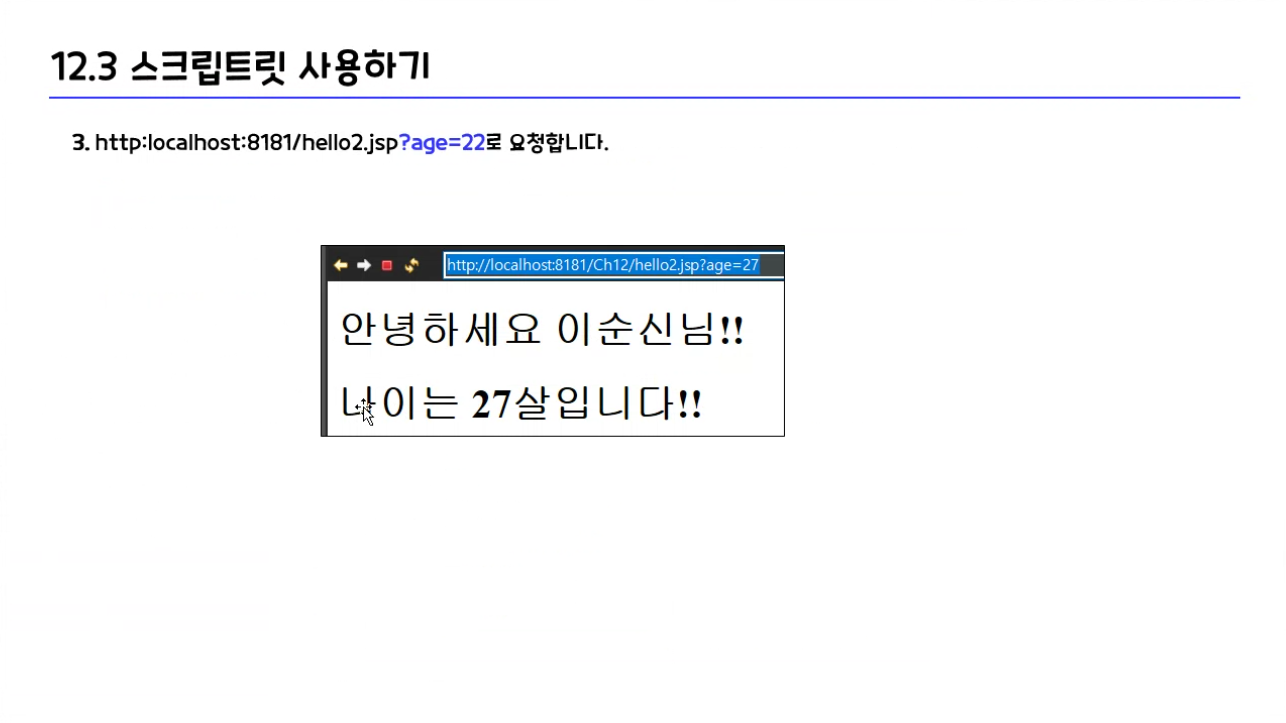 12.3 스크립트릿 사용하기
3. http:localhost:8181/hello2.jsp?age=22로 요청합니다.
http://localhost:8181/Ch12/hello2.jsp?age=27
안녕하세요 이순신님!!
나이는 27살입니다!!